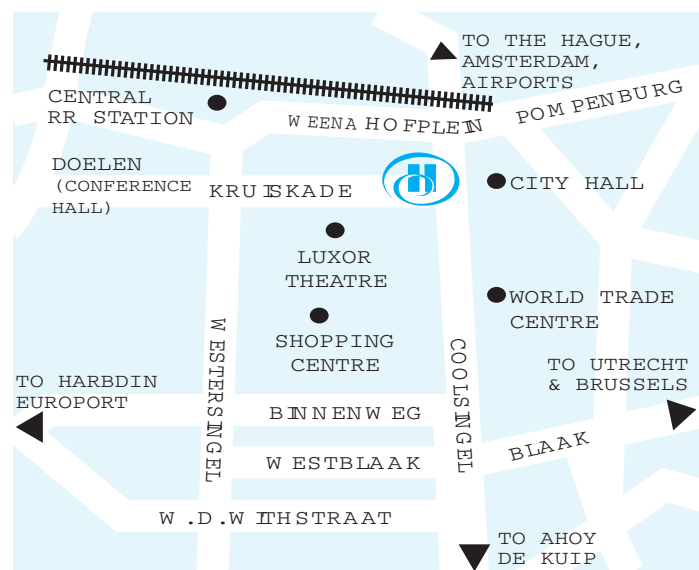 TO THE HAGUE,
AMSTERDAM,
AIRPORTS
CENTRAL
RR STATION
WEENA HOFPLEIN
POMPENBURG
DOELEN
(CONFERENCE
HALL)
KRUISKADE
CITY HALL
LUXOR
THEATRE
WORLD TRADE
CENTRE
SHOPPING
CENTRE
WESTERSINGEL
COOLSINGEL
TO UTRECHT
& BRUSSELS
TO HARBDIN
EUROPORT
BINNENWEG
BLAAK
WESTBLAAK
W.D.WITHSTRAAT
TO AHOY
DE KUIP